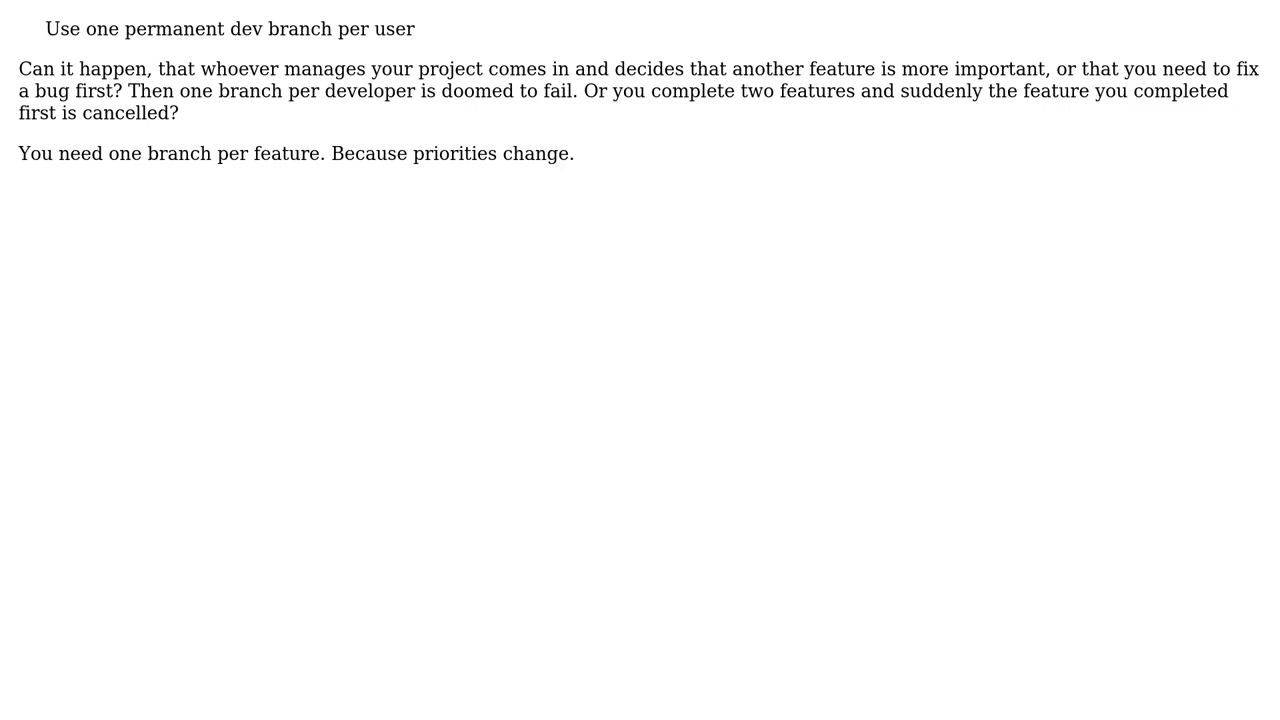 Use one permanent dev branch per user
Can it happen, that whoever manages your project comes in and decides that another feature is more important, or that you need to fix
a bug first? Then one branch per developer is doomed to fail. Or you complete two features and suddenly the feature you completed
first is cancelled?
You need one branch per feature. Because priorities change.